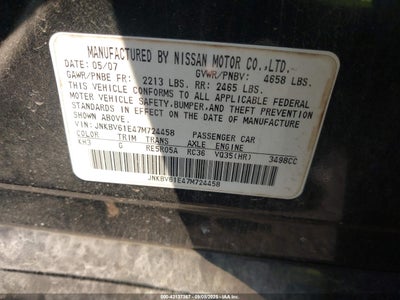 MANUFACTURED BY NISSAN MOTOR CO.,LTD.
DATE: 05/07 GVWR/PNBV: 4658 LBS.
GAWR/PNBE FR: 2213 LBS. RR: 2465 LBS.
THIS VEHICLE CONFORMS TO ALL APPLICABLE FEDERAL
MOTOR VEHICLE SAFETY,BUMPER,AND THEFT PREVENTION
STANDARDS IN EFFECT ON THE DATE OF MANUFACTURE
SHOWN ABOVE.
VIN: JNKBV61E47M724458 PASSENGER CAR
COLOR TRIM TRANS AXLE ENGINE
KH3 G RE5R05A RC36 VQ35(HR) 3498CC
JNKBV61E47M724458